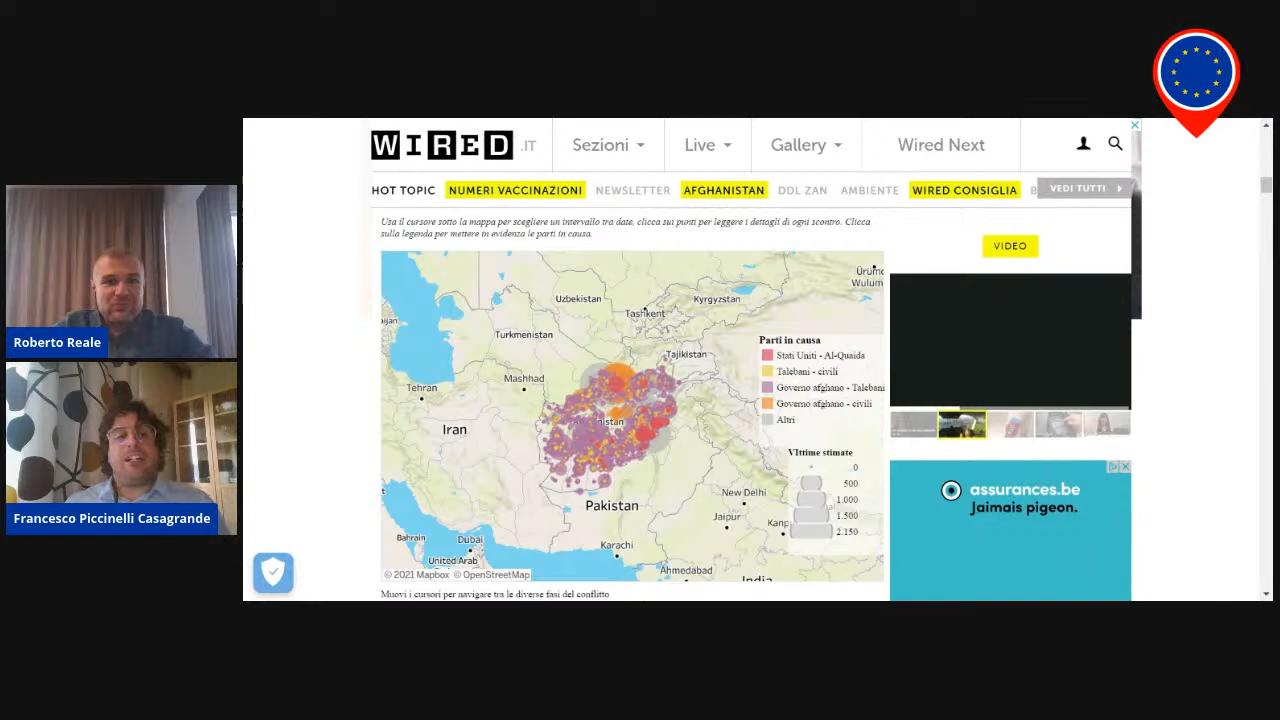 WIRED.IT
Sezioni
Live
Gallery
Wired Next
HOT TOPIC NUMERI VACCINAZIONI NEWSLETTER AFGHANISTAN DDL ZAN AMBIENTE WIRED CONSIGLIA B VEDI TUTTI
Usa il cursore sotto la mappa per scegliere un intervallo tra date, clicca sui punti per leggere i dettagli di ogni scontro. Clicca
sulla legenda per mettere in evidenza le parti in causa.
VIDEO
Ürümc
Wulum
Uzbekistan
Kyrgyzstan
Tashkent
aijan
Turkmenistan
Tajikistan
Mashhad
Tehran
Iran
nistan
Pakistan
New Delhi
Jaipur
Kanp
Bahrain
Dubai
United Arab
Karachi
Ahmedabad
India
Parti in causa
Stati Uniti - Al-Quaida
Talebani - civili
Governo afghano - Talebani
Governo afghano - civili
Altri
VIttime stimate
0
500
1.000
1.500
2.150
© 2021 Mapbox © OpenStreetMap
Muovi i cursori per navigare tra le diverse fasi del conflitto
assurances.be
Jaimais pigeon.
Roberto Reale
Francesco Piccinelli Casagrande